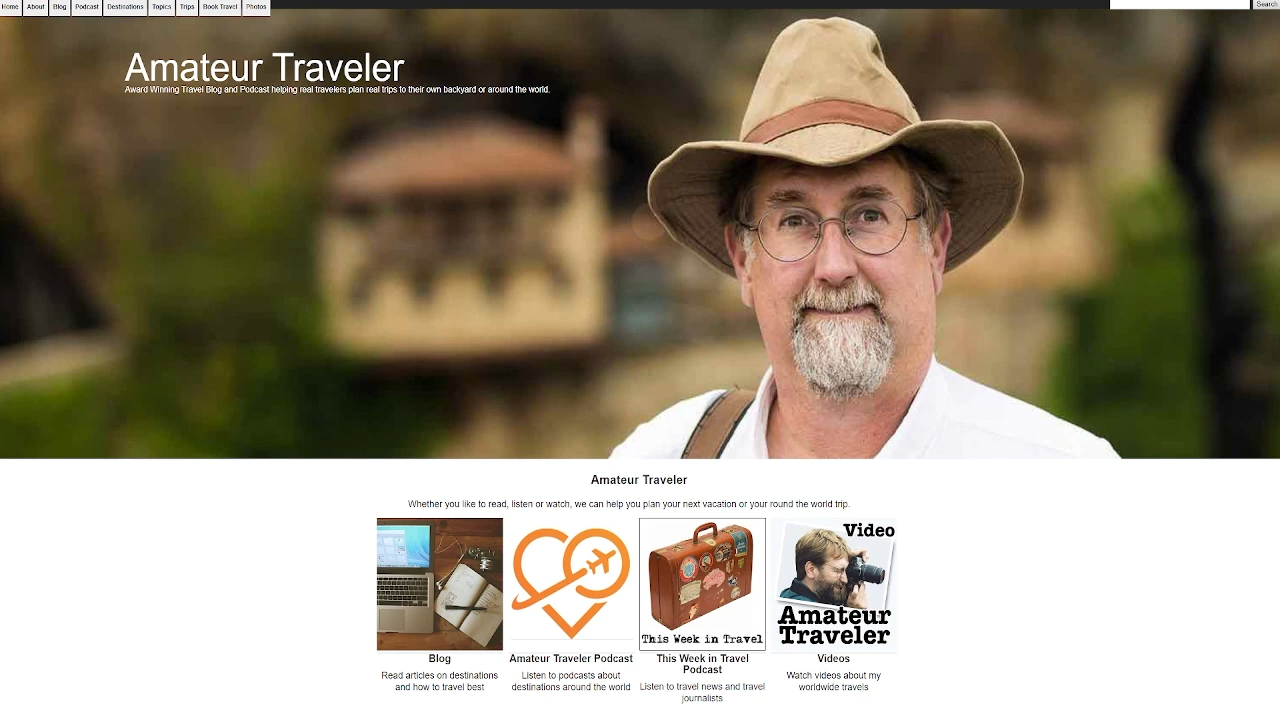 Home About Blog Podcast Destinations Topics Trips Book Travel Photos Search
Amateur Traveler
Award Winning Travel Blog and Podcast helping real travelers plan real trips to their own backyard or around the world.
Amateur Traveler
Whether you like to read, listen or watch, we can help you plan your next vacation or your round the world trip.
This Week in Travel
Video
Amateur
Traveler
Blog
Read articles on destinations
and how to travel best
Amateur Traveler Podcast
Listen to podcasts about
destinations around the world
This Week in Travel
Podcast
Listen to travel news and travel
journalists
Videos
Watch videos about my
worldwide travels